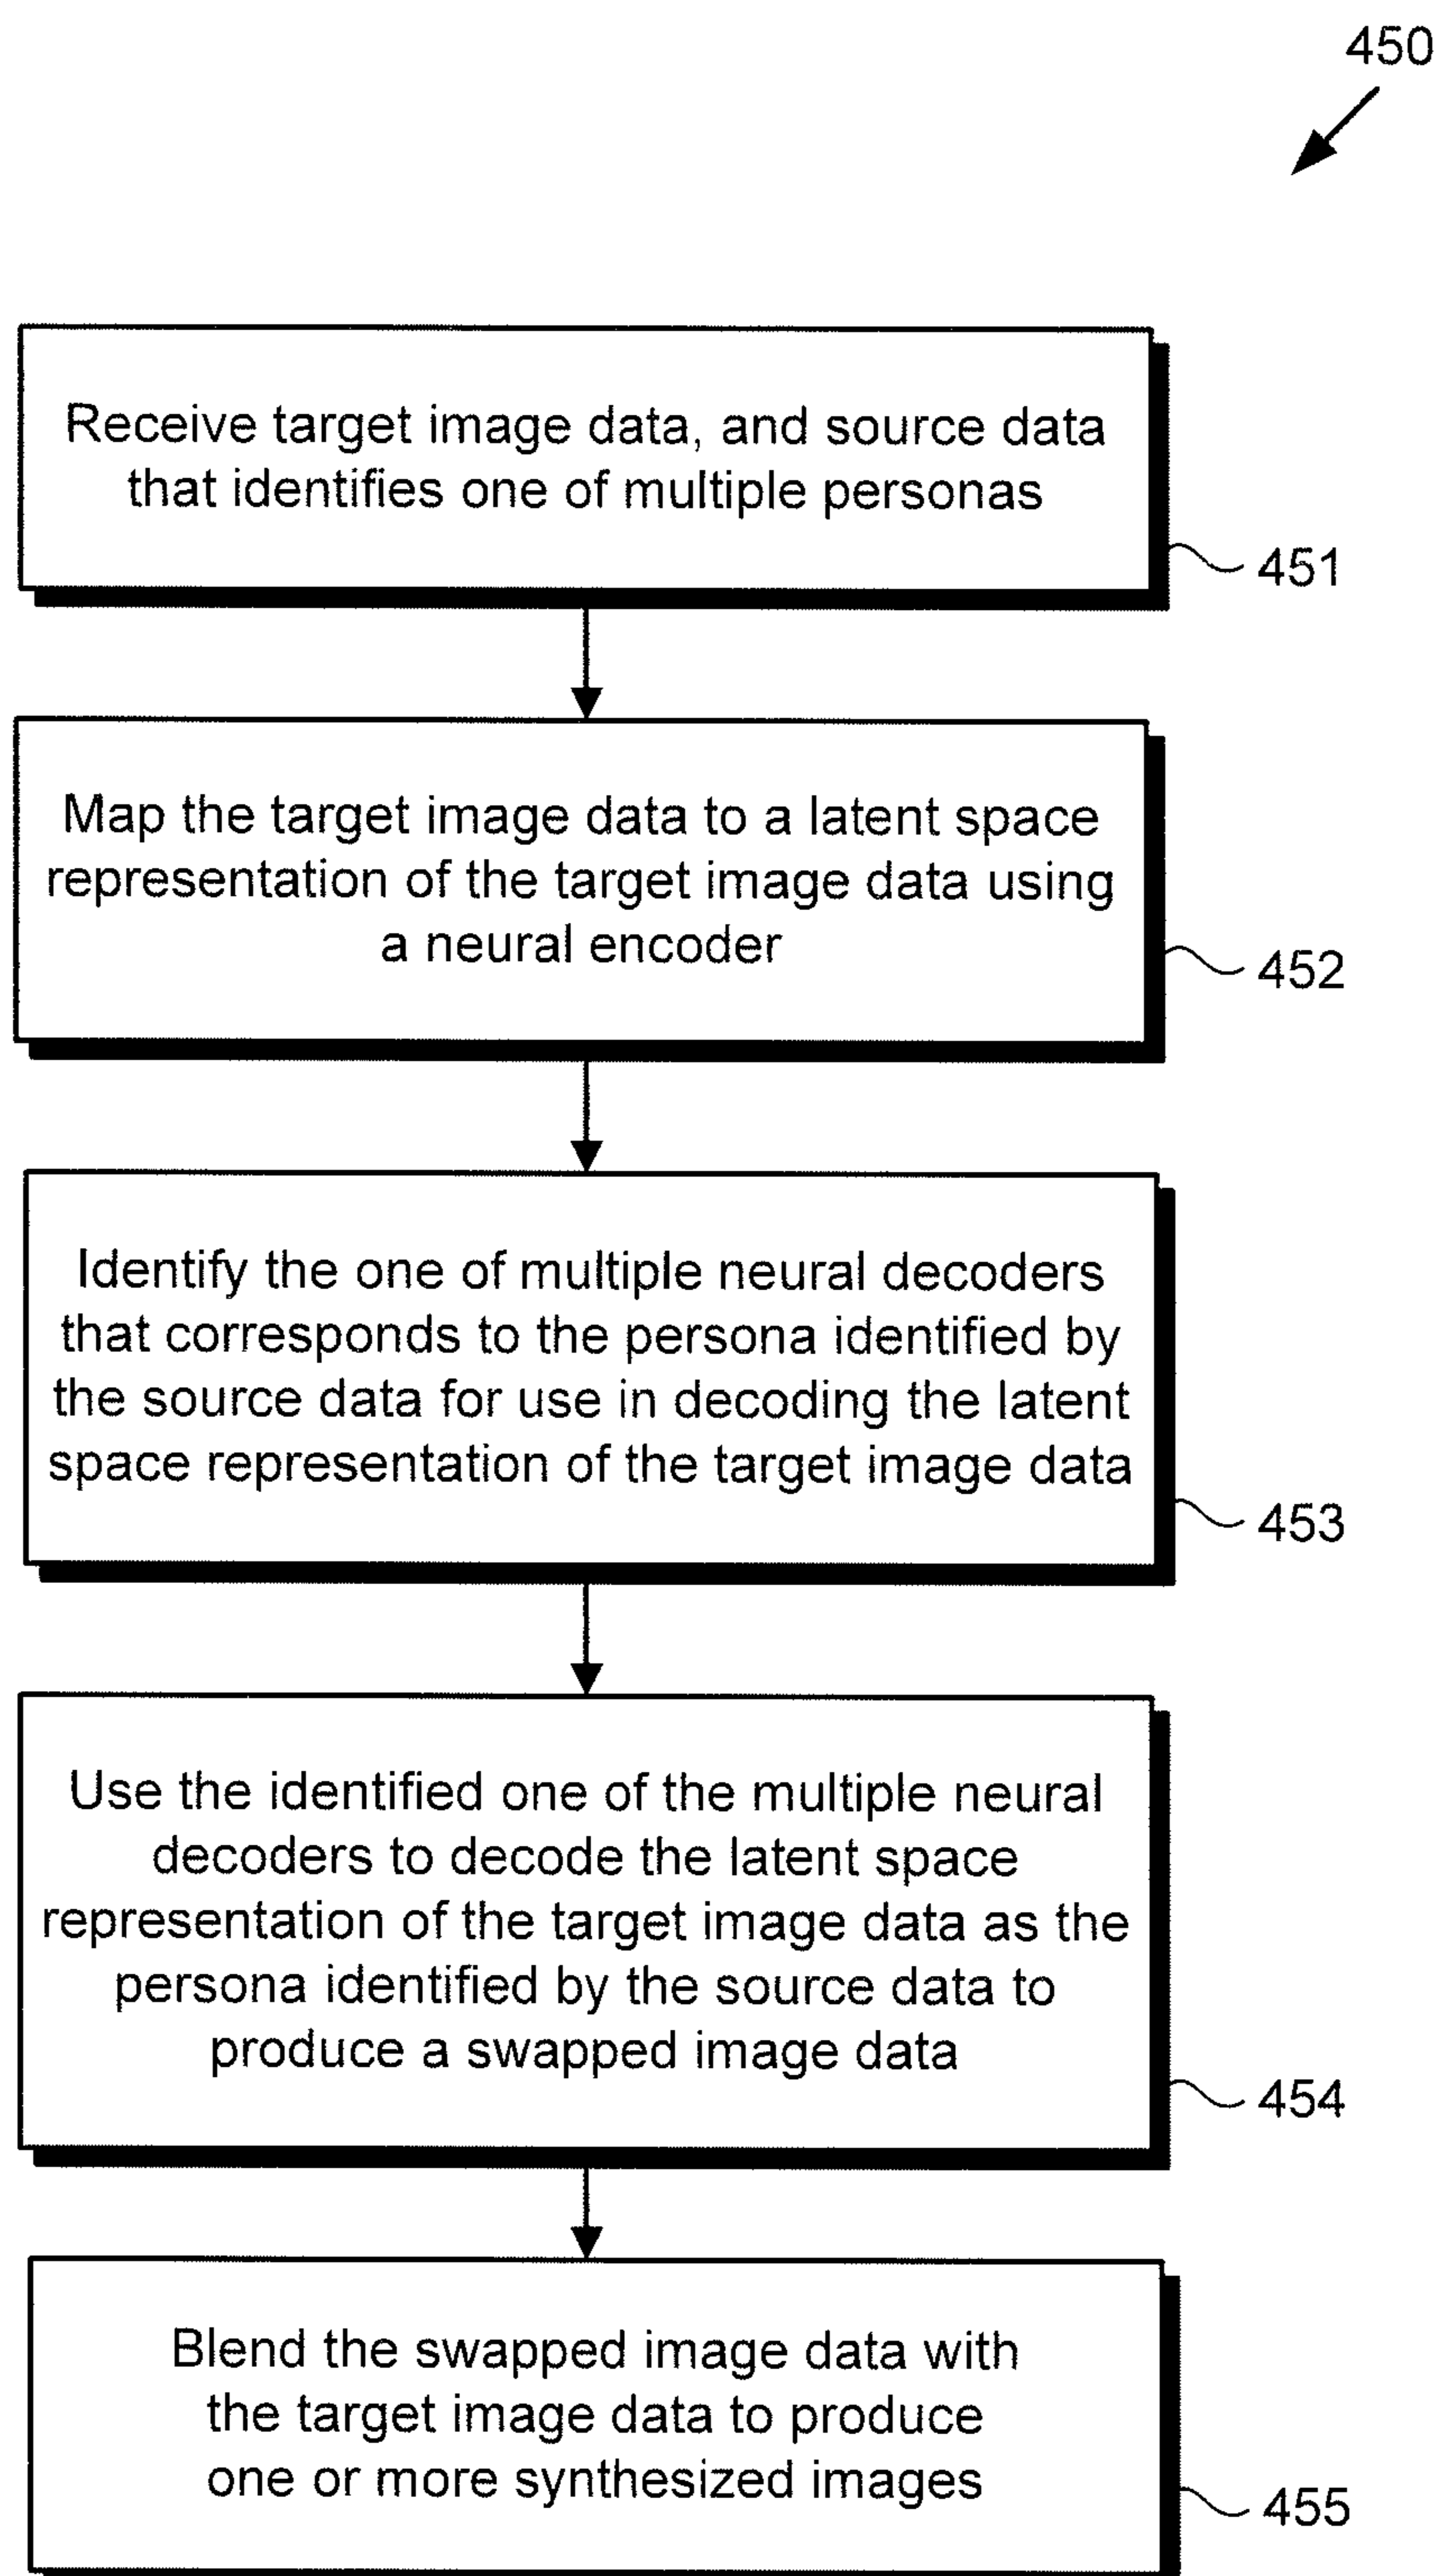 450
Receive target image data, and source data
that identifies one of multiple personas
451
Map the target image data to a latent space
representation of the target image data using
a neural encoder
452
Identify the one of multiple neural decoders
that corresponds to the persona identified by
the source data for use in decoding the latent
space representation of the target image data
453
Use the identified one of the multiple neural
decoders to decode the latent space
representation of the target image data as the
persona identified by the source data to
produce a swapped image data
454
Blend the swapped image data with
the target image data to produce
one or more synthesized images
455